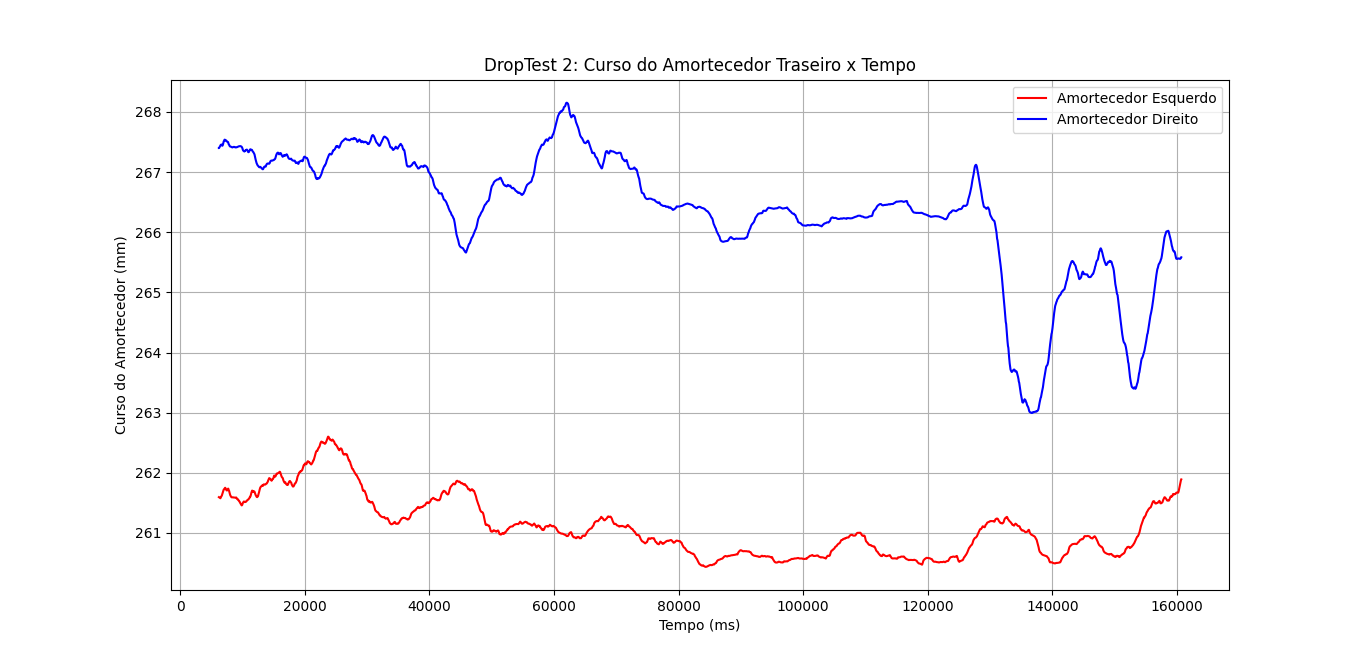 DropTest 2: Curso do Amortecedor Traseiro x Tempo
Amortecedor Esquerdo
Amortecedor Direito
Curso do Amortecedor (mm)
268
267
266
265
264
263
262
261
0 20000 40000 60000 80000 100000 120000 140000 160000
Tempo (ms)